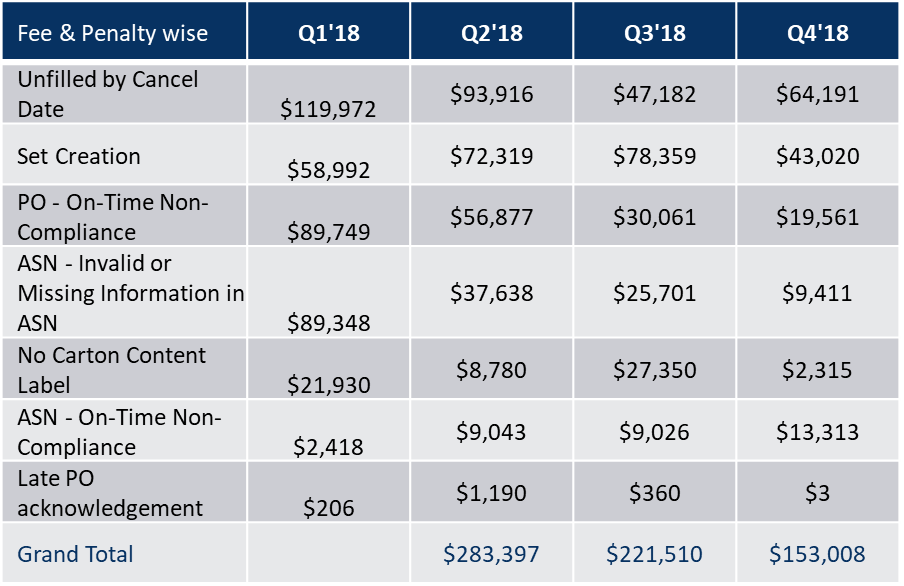 Fee & Penalty wise Q1'18 Q2'18 Q3'18 Q4'18
Unfilled by Cancel
Date $119,972 $93,916 $47,182 $64,191
Set Creation $58,992 $72,319 $78,359 $43,020
PO - On-Time Non-
Compliance $89,749 $56,877 $30,061 $19,561
ASN - Invalid or
Missing Information in
ASN $89,348 $37,638 $25,701 $9,411
No Carton Content
Label $21,930 $8,780 $27,350 $2,315
ASN - On-Time Non-
Compliance $2,418 $9,043 $9,026 $13,313
Late PO
acknowledgement $206 $1,190 $360 $3
Grand Total $283,397 $221,510 $153,008